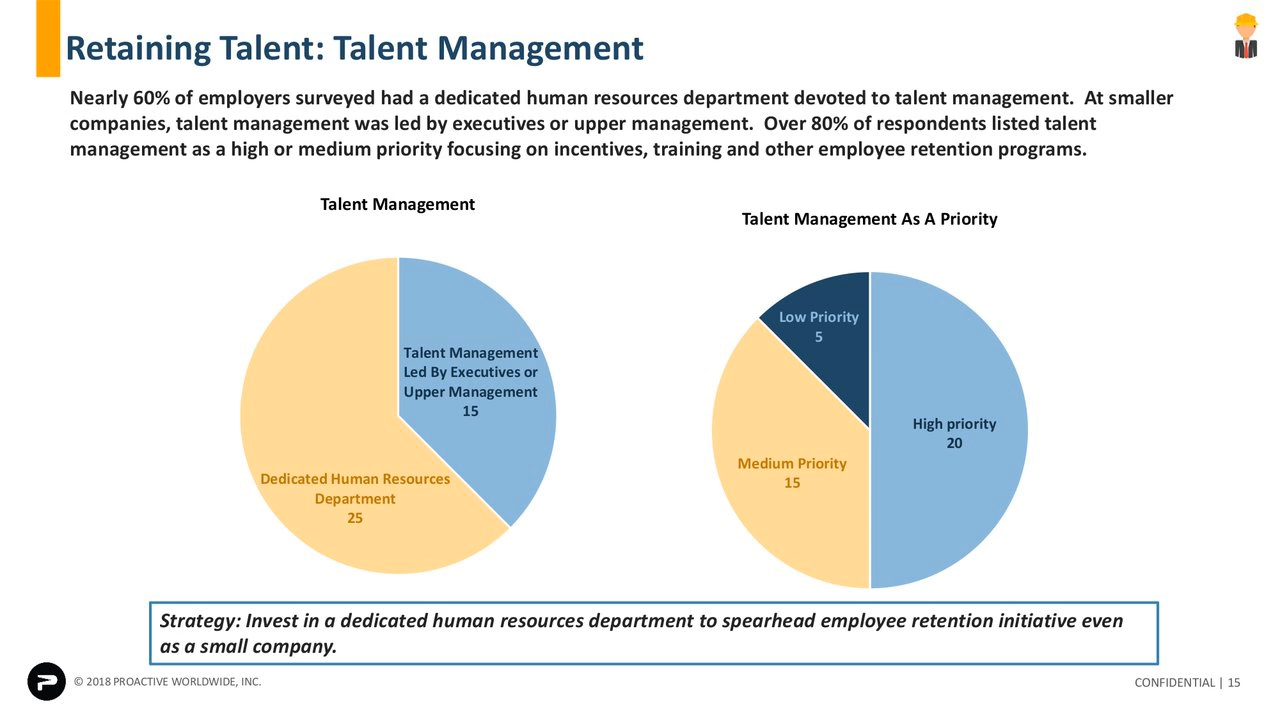 Retaining Talent: Talent Management
Nearly 60% of employers surveyed had a dedicated human resources department devoted to talent management.  At smaller
companies, talent management was led by executives or upper management.  Over 80% of respondents listed talent
management as a high or medium priority focusing on incentives, training and other employee retention programs.
Talent Management
Talent Management
Led By Executives or
Upper Management
15
Dedicated Human Resources
Department
25
Talent Management As A Priority
Low Priority
5
High priority
20
Medium Priority
15
Strategy: Invest in a dedicated human resources department to spearhead employee retention initiative even
as a small company.
© 2018 PROACTIVE WORLDWIDE, INC.
CONFIDENTIAL | 15